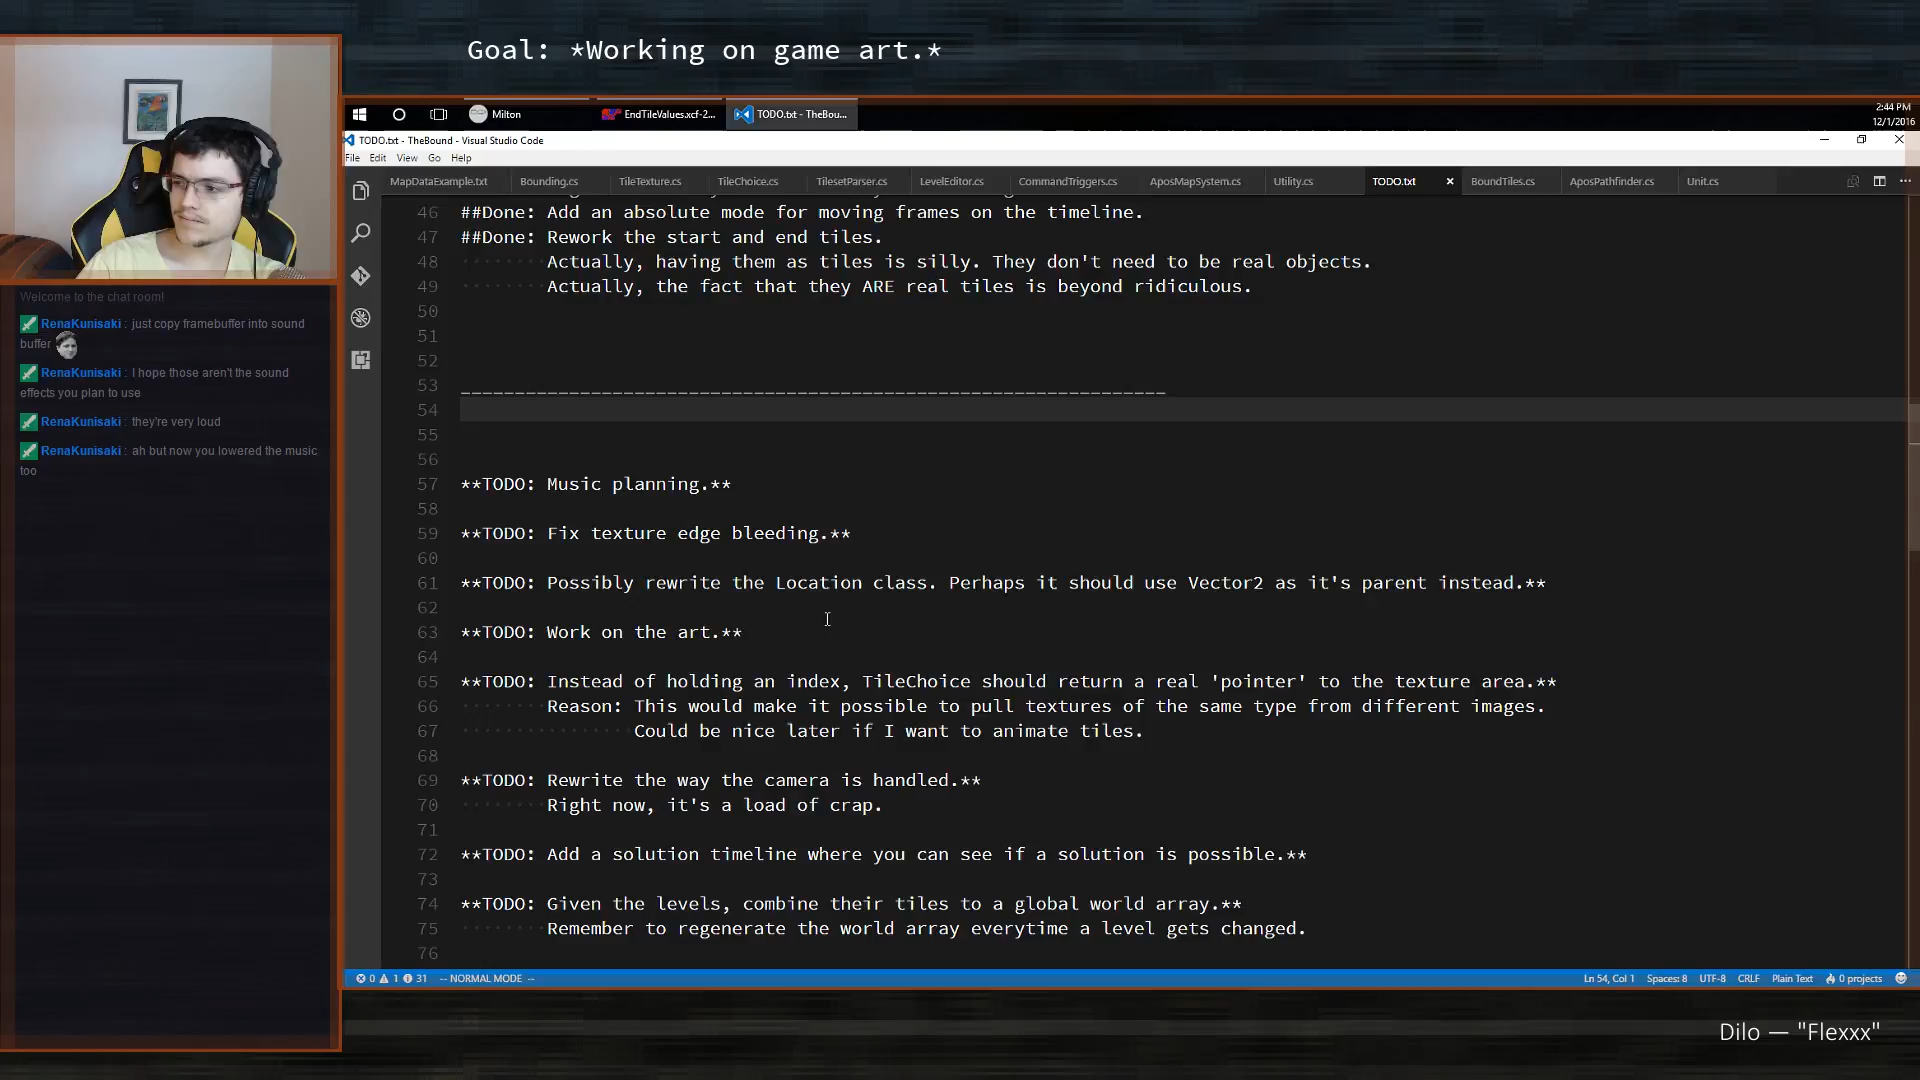 Goal: *Working on game art.*
Milton
EndTileValues.xcf-2...
TODO.txt - TheBou...
2:44 PM
12/1/2016
TODO.txt - TheBound - Visual Studio Code
File Edit View Go Help
MapDataExample.txt Bounding.cs TileTexture.cs TileChoice.cs TilesetParser.cs LevelEditor.cs CommandTriggers.cs AposMapSystem.cs Utility.cs TODO.txt BoundTiles.cs AposPathfinder.cs Unit.cs
46 ##Done: Add an absolute mode for moving frames on the timeline.
47 ##Done: Rework the start and end tiles.
48 Actually, having them as tiles is silly. They don't need to be real objects.
49 Actually, the fact that they ARE real tiles is beyond ridiculous.
50
51
52
53 _________________________________________________________________
54
55
56
57 **TODO: Music planning.**
58
59 **TODO: Fix texture edge bleeding.**
60
61 **TODO: Possibly rewrite the Location class. Perhaps it should use Vector2 as it's parent instead.**
62
63 **TODO: Work on the art.**
64
65 **TODO: Instead of holding an index, TileChoice should return a real 'pointer' to the texture area.**
66 Reason: This would make it possible to pull textures of the same type from different images.
67 Could be nice later if I want to animate tiles.
68
69 **TODO: Rewrite the way the camera is handled.**
70 Right now, it's a load of crap.
71
72 **TODO: Add a solution timeline where you can see if a solution is possible.**
73
74 **TODO: Given the levels, combine their tiles to a global world array.**
75 Remember to regenerate the world array everytime a level gets changed.
76
0 1 31 -- NORMAL MODE -- Ln 54, Col 1 Spaces: 8 UTF-8 CRLF Plain Text 0 projects
Welcome to the chat room!
RenaKunisaki : just copy framebuffer into sound
buffer
RenaKunisaki : I hope those aren't the sound
effects you plan to use
RenaKunisaki : they're very loud
RenaKunisaki : ah but now you lowered the music
too
Dilo — "Flexxx"